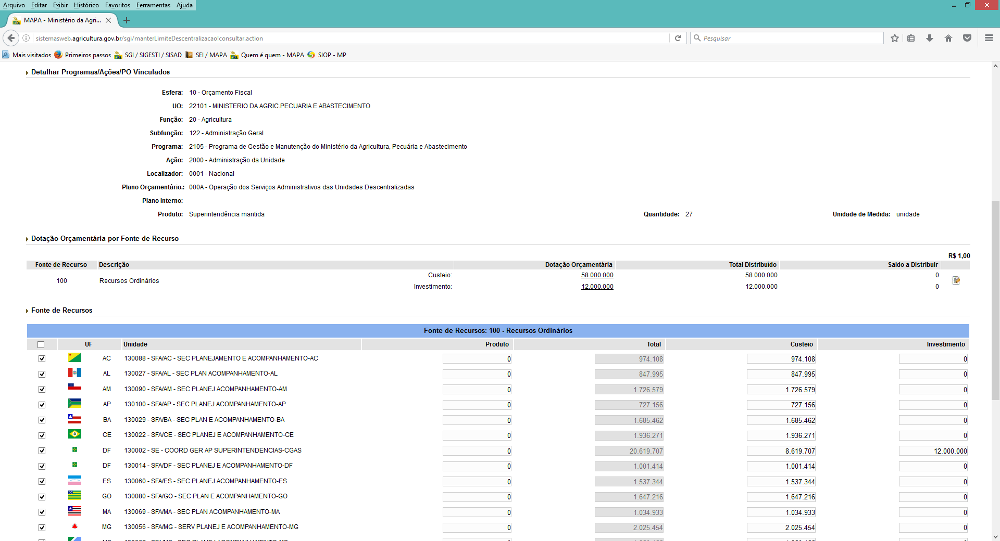 Arquivo Editar Exibir Histórico Favoritos Ferramentas Ajuda
MAPA - Ministério da Agri...
sistemasweb.agricultura.gov.br/sgi/manterLimiteDescentralizacao!consultar.action
Pesquisar
Mais visitados Primeiros passos SGI / SIGESTI / SISAD SEI / MAPA Quem é quem - MAPA SIOP - MP
Detalhar Programas/Ações/PO Vinculados
Esfera: 10 - Orçamento Fiscal
UO: 22101 - MINISTERIO DA AGRIC.PECUARIA E ABASTECIMENTO
Função: 20 - Agricultura
Subfunção: 122 - Administração Geral
Programa: 2105 - Programa de Gestão e Manutenção do Ministério da Agricultura, Pecuária e Abastecimento
Ação: 2000 - Administração da Unidade
Localizador: 0001 - Nacional
Plano Orçamentário.: 000A - Operação dos Serviços Administrativos das Unidades Descentralizadas
Plano Interno:
Produto: Superintendência mantida Quantidade: 27 Unidade de Medida: unidade
Dotação Orçamentária por Fonte de Recurso
R$ 1,00
Fonte de Recurso Descrição Dotação Orçamentária Total Distribuído Saldo a Distribuir
Custeio: 58.000.000 58.000.000 0
100 Recursos Ordinários
Investimento: 12.000.000 12.000.000 0
Fonte de Recursos
Fonte de Recursos: 100 - Recursos Ordinários
UF Unidade Produto Total Custeio Investimento
AC 130088 - SFA/AC - SEC PLANEJAMENTO E ACOMPANHAMENTO-AC 0 974.108 974.108 0
AL 130027 - SFA/AL - SEC PLAN ACOMPANHAMENTO-AL 0 847.995 847.995 0
AM 130090 - SFA/AM - SEC PLANEJ ACOMPANHAMENTO-AM 0 1.726.579 1.726.579 0
AP 130100 - SFA/AP - SEC PLANEJ ACOMPANHAMENTO-AP 0 727.156 727.156 0
BA 130029 - SFA/BA - SEC PLAN E ACOMPANHAMENTO-BA 0 1.685.462 1.685.462 0
CE 130022 - SFA/CE - SEC PLANEJ E ACOMPANHAMENTO-CE 0 1.936.271 1.936.271 0
DF 130002 - SE - COORD GER AP SUPERINTENDENCIAS-CGAS 0 20.619.707 8.619.707 12.000.000
DF 130014 - SFA/DF - SEC PLANEJ E ACOMPANHAMENTO-DF 0 1.001.414 1.001.414 0
ES 130060 - SFA/ES - SEC PLANEJ ACOMPANHAMENTO-ES 0 1.537.344 1.537.344 0
GO 130080 - SFA/GO - SEC PLAN E ACOMPANHAMENTO-GO 0 1.647.216 1.647.216 0
MA 130069 - SFA/MA - SEC PLAN ACOMPANHAMENTO-MA 0 1.034.933 1.034.933 0
MG 130056 - SFA/MG - SERV PLANEJ E ACOMPANHAMENTO-MG 0 2.025.454 2.025.454 0